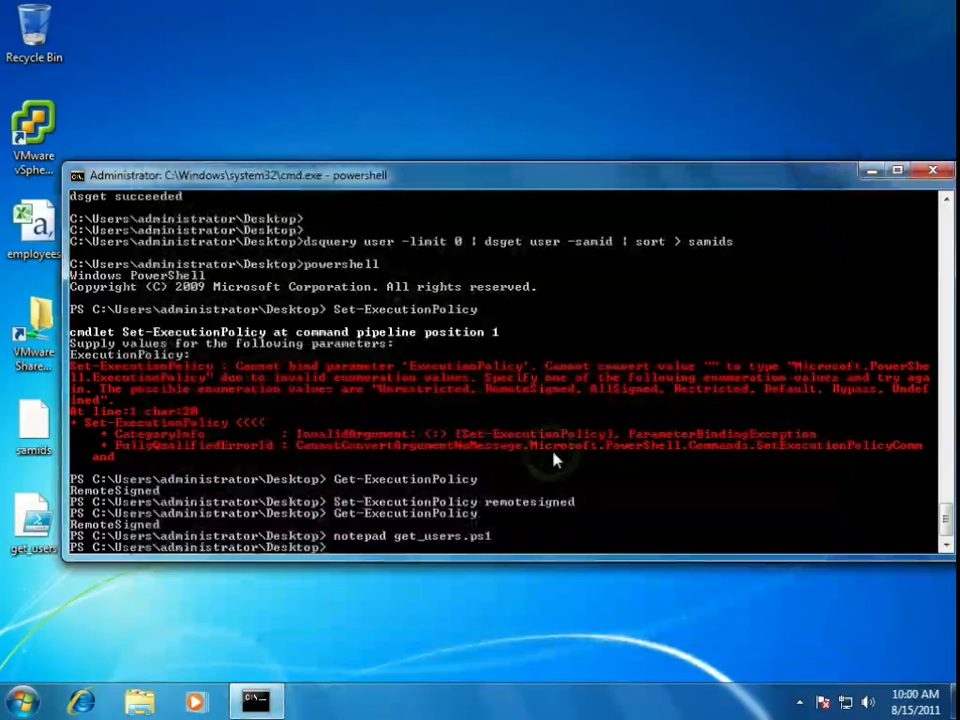 Recycle Bin
VMware
vSphe...
employees
VMware
Share...
samids
get_users
Administrator: C:\Windows\system32\cmd.exe - powershell
dsget succeeded
C:\Users\administrator\Desktop>
C:\Users\administrator\Desktop>
C:\Users\administrator\Desktop>dsquery user -limit 0 | dsget user -samid | sort > samids
C:\Users\administrator\Desktop>powershell
Windows PowerShell
Copyright (C) 2009 Microsoft Corporation. All rights reserved.
PS C:\Users\administrator\Desktop> Set-ExecutionPolicy
cmdlet Set-ExecutionPolicy at command pipeline position 1
Supply values for the following parameters:
ExecutionPolicy:
Set-ExecutionPolicy : Cannot bind parameter 'ExecutionPolicy'. Cannot convert value "" to type "Microsoft.PowerShe
ll.ExecutionPolicy" due to invalid enumeration values. Specify one of the following enumeration values and try aga
in. The possible enumeration values are "Unrestricted, RemoteSigned, AllSigned, Restricted, Default, Bypass, Undef
ined".
At line:1 char:20
+ Set-ExecutionPolicy <<<<
+ CategoryInfo : InvalidArgument: (:) [Set-ExecutionPolicy], ParameterBindingException
+ FullyQualifiedErrorId : CannotConvertArgumentNoMessage,Microsoft.PowerShell.Commands.SetExecutionPolicyComm
and
PS C:\Users\administrator\Desktop> Get-ExecutionPolicy
RemoteSigned
PS C:\Users\administrator\Desktop> Set-ExecutionPolicy remotesigned
PS C:\Users\administrator\Desktop> Get-ExecutionPolicy
RemoteSigned
PS C:\Users\administrator\Desktop> notepad get_users.ps1
PS C:\Users\administrator\Desktop>
10:00 AM
8/15/2011